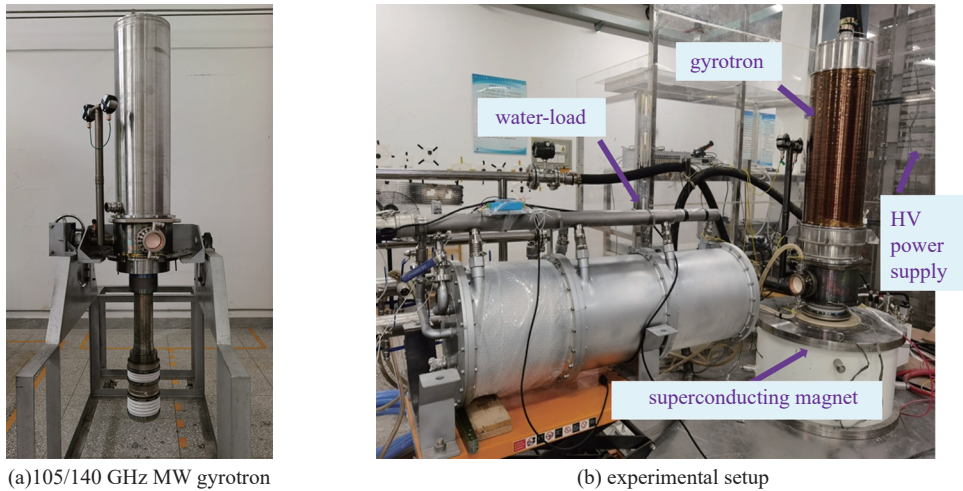 gyrotron
water-load
HV
power
supply
superconducting magnet
(a)105/140 GHz MW gyrotron
(b) experimental setup